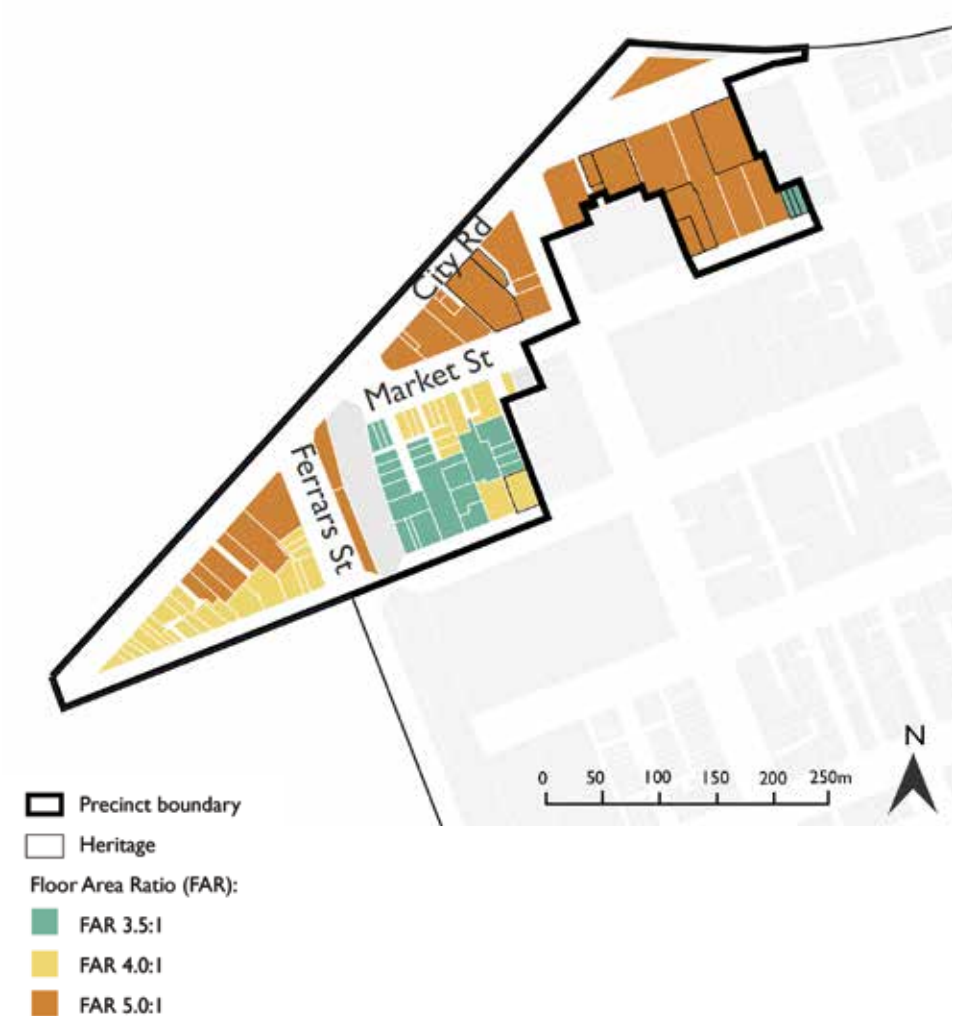 City Rd
Market St
Ferrars St
N
0 50 100 150 200 250m
Precinct boundary
Heritage
Floor Area Ratio (FAR):
FAR 3.5:1
FAR 4.0:1
FAR 5.0:1